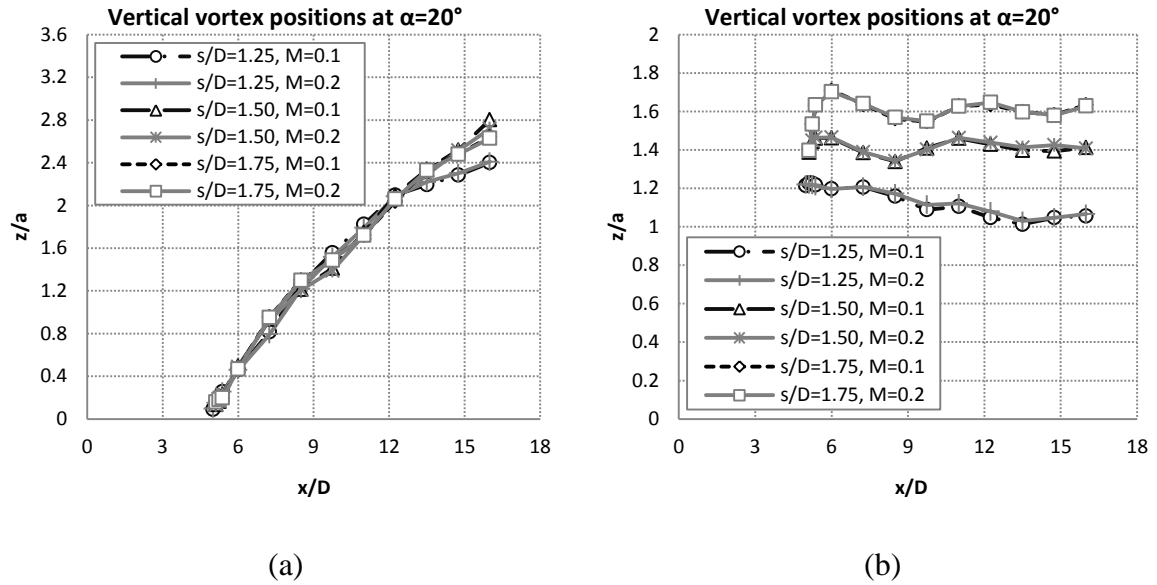 Vertical vortex positions at α=20°
z/a
3.6
3.2
2.8
2.4
2
1.6
1.2
0.8
0.4
0
s/D=1.25, M=0.1
s/D=1.25, M=0.2
s/D=1.50, M=0.1
s/D=1.50, M=0.2
s/D=1.75, M=0.1
s/D=1.75, M=0.2
0 3 6 9 12 15 18
x/D
(a)
Vertical vortex positions at α=20°
z/a
2
1.8
1.6
1.4
1.2
1
0.8
0.6
0.4
0.2
0
s/D=1.25, M=0.1
s/D=1.25, M=0.2
s/D=1.50, M=0.1
s/D=1.50, M=0.2
s/D=1.75, M=0.1
s/D=1.75, M=0.2
0 3 6 9 12 15 18
x/D
(b)